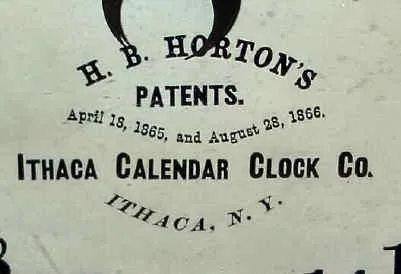 H. B. HORTON'S
PATENTS.
April 18, 1865, and August 28, 1866.
ITHACA CALENDAR CLOCK CO.
ITHACA, N. Y.